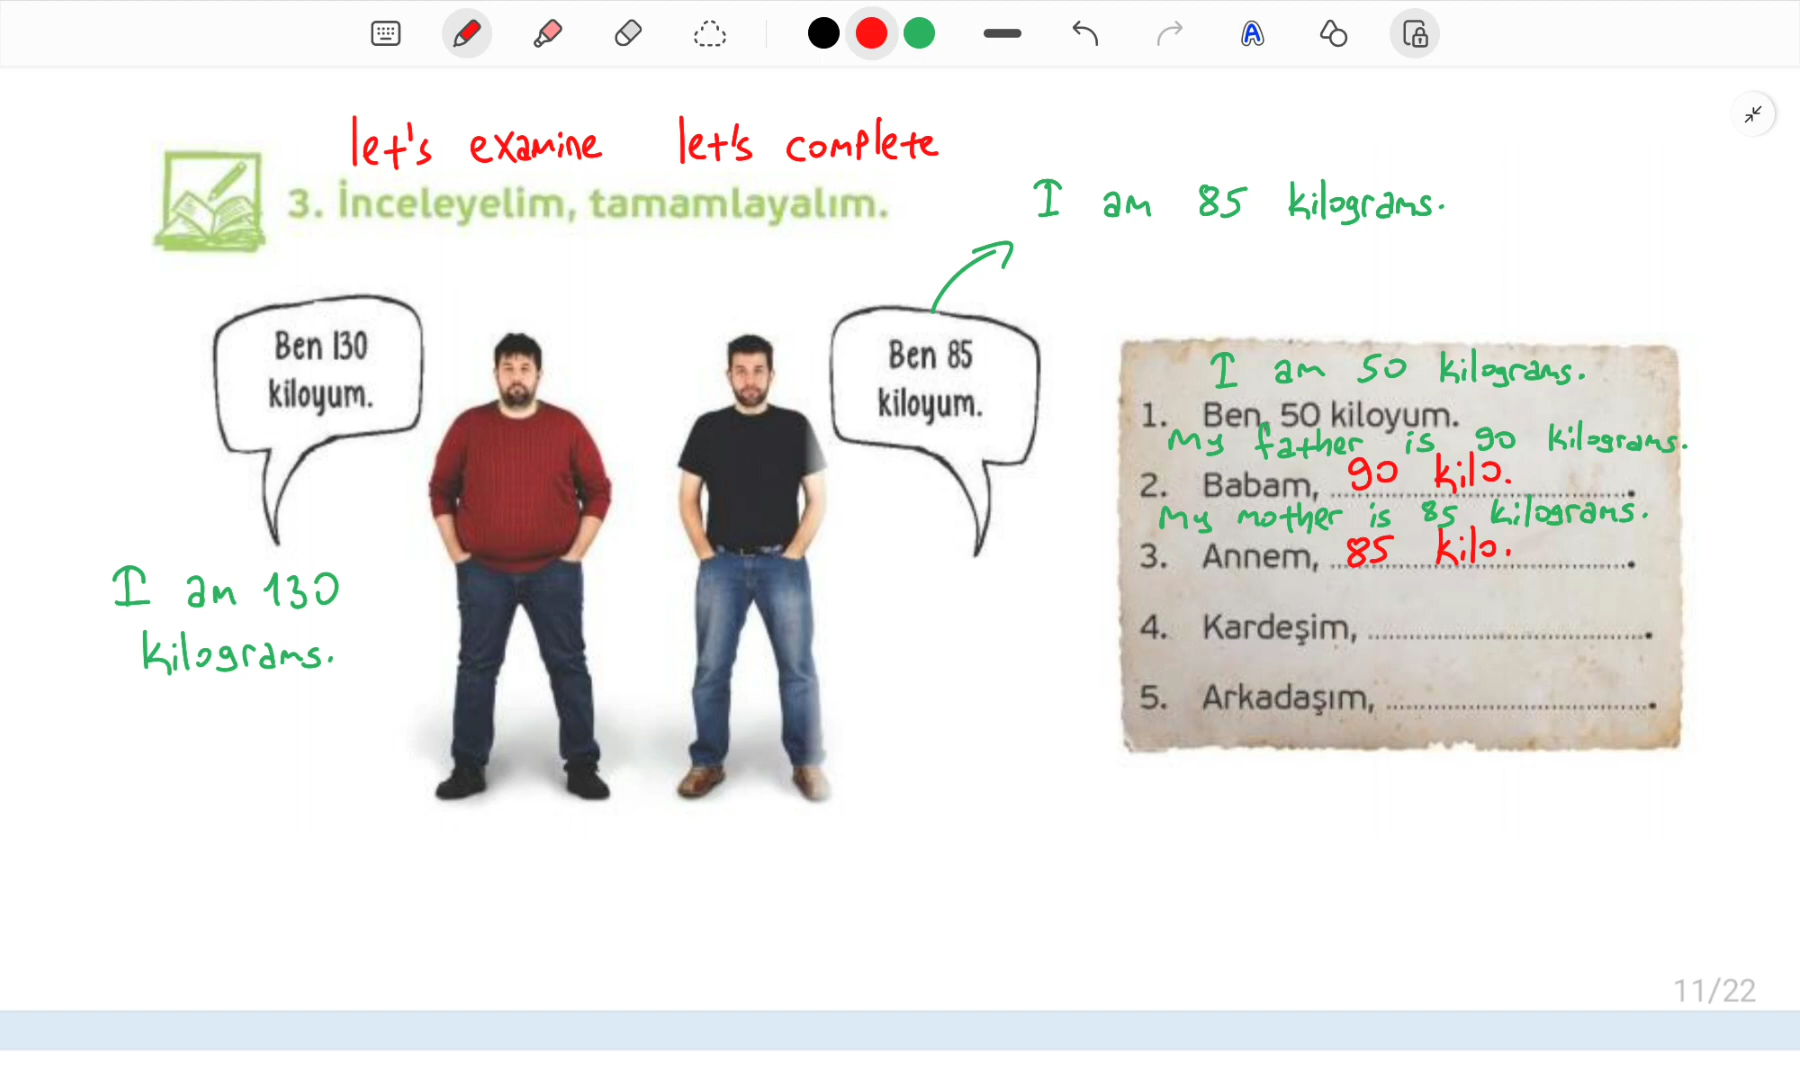 let's examine let's complete
3. İnceleyelim, tamamlayalım.
I am 85 kilograms.
Ben 130
kiloyum.
Ben 85
kiloyum.
I am 130
kilograms.
I am 50 kilograms.
1. Ben, 50 kiloyum.
My father is 90 kilograms.
2. Babam, 90 kilo.
My mother is 85 kilograms.
3. Annem, 85 kilo.
4. Kardeşim, ........................................
5. Arkadaşım, ........................................
11/22